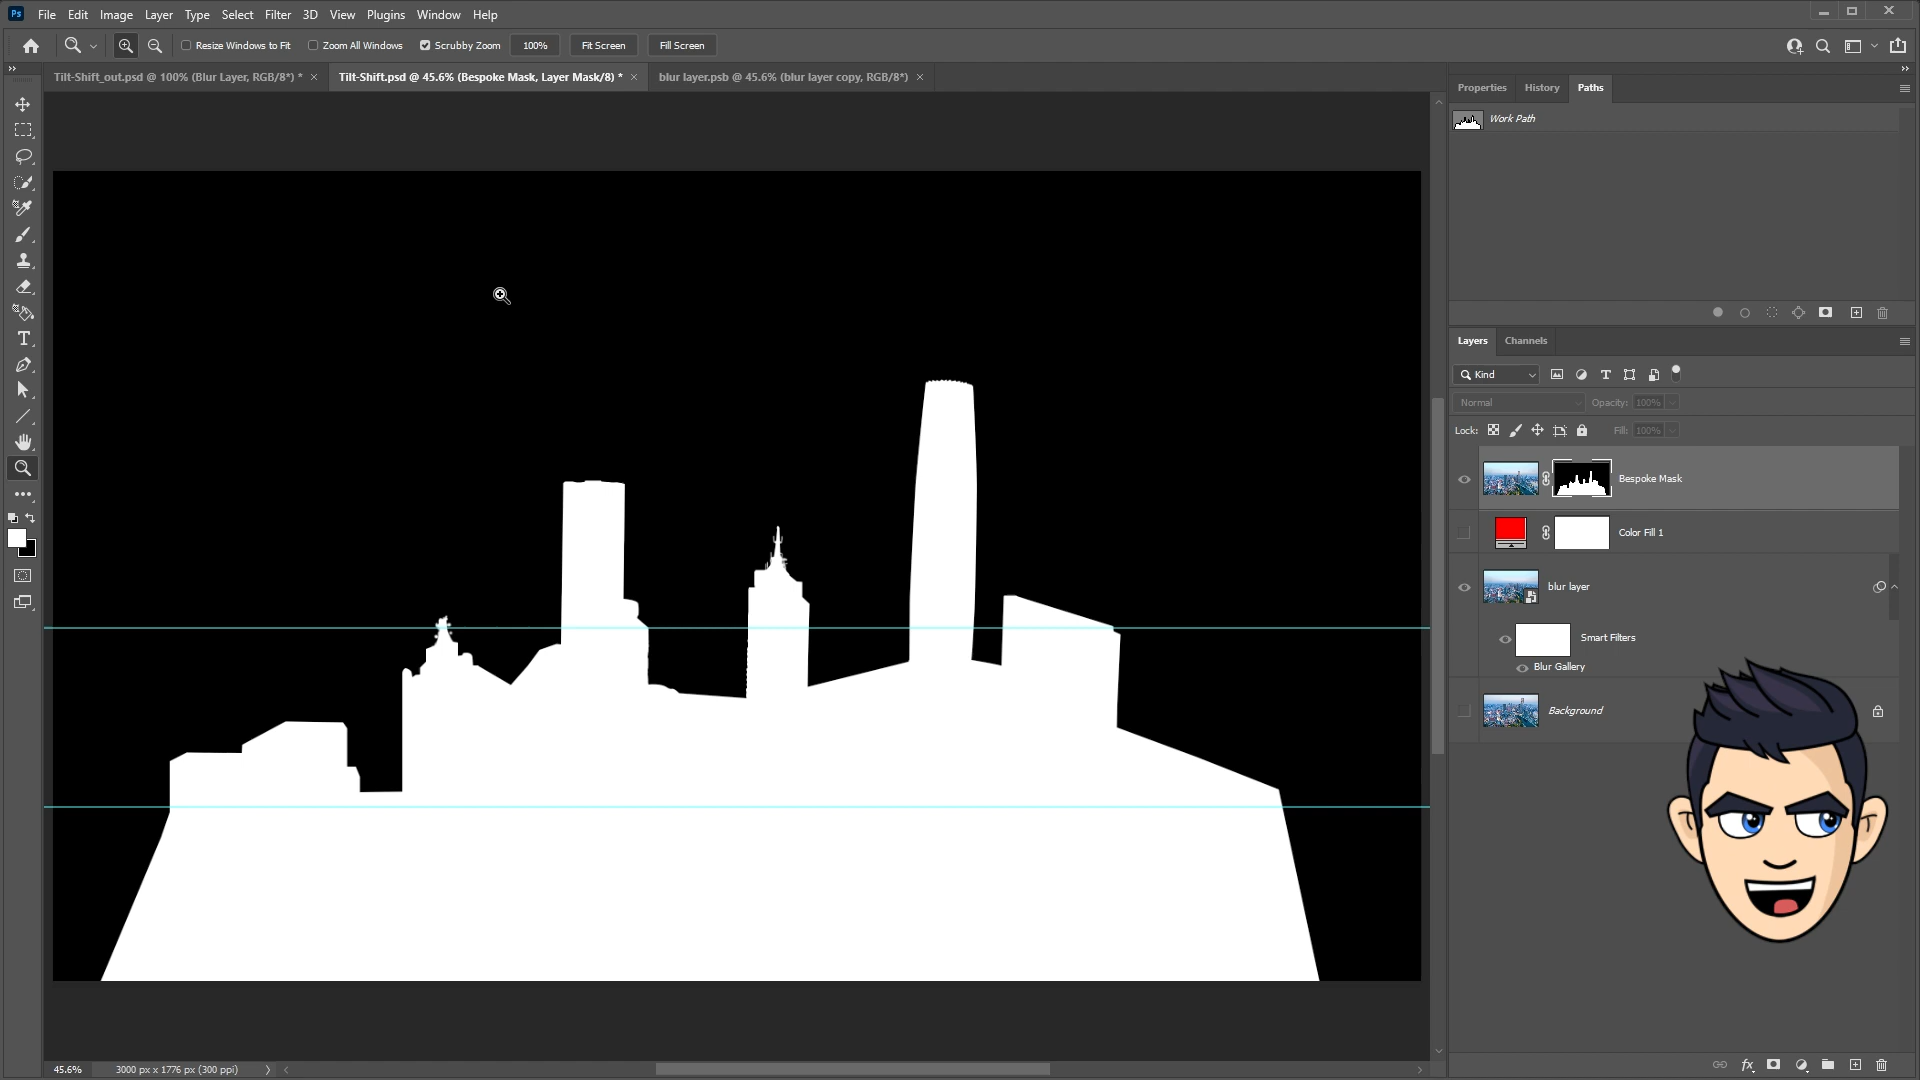 Ps File Edit Image Layer Type Select Filter 3D View Plugins Window Help
Resize Windows to Fit Zoom All Windows Scrubby Zoom 100% Fit Screen Fill Screen
Tilt-Shift_out.psd @ 100% (Blur Layer, RGB/8*) * Tilt-Shift.psd @ 45.6% (Bespoke Mask, Layer Mask/8) * blur layer.psb @ 45.6% (blur layer copy, RGB/8*)
Properties History Paths
Work Path
Layers Channels
Kind
Normal Opacity: 100%
Lock: Fill: 100%
Bespoke Mask
Color Fill 1
blur layer
Smart Filters
Blur Gallery
Background
45.6% 3000 px x 1776 px (300 ppi)